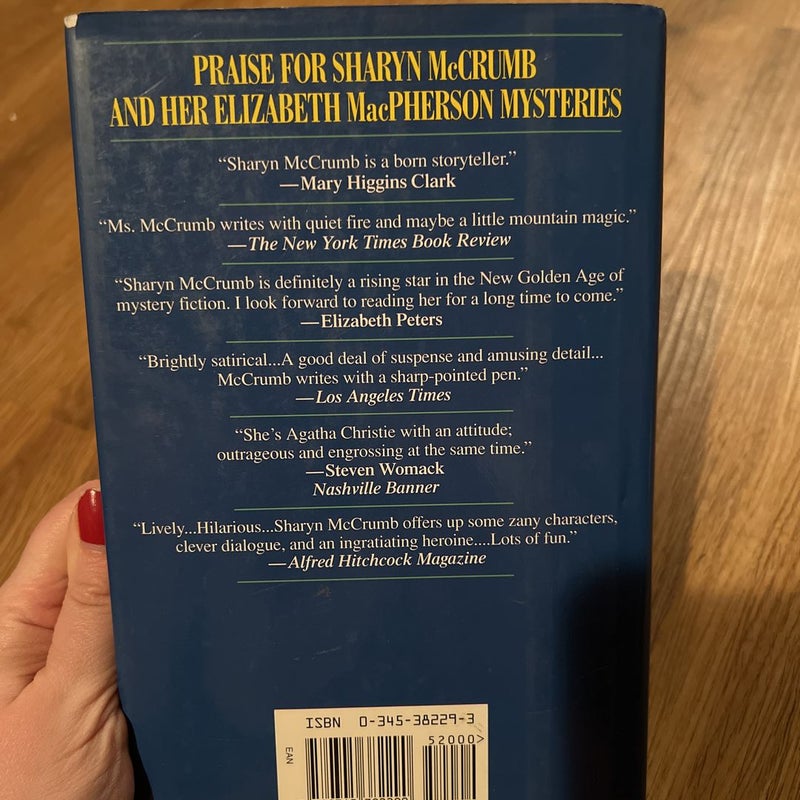 PRAISE FOR SHARYN McCRUMB
AND HER ELIZABETH MacPHERSON MYSTERIES
“Sharyn McCrumb is a born storyteller.”
—Mary Higgins Clark
“Ms. McCrumb writes with quiet fire and maybe a little mountain magic.”
—The New York Times Book Review
“Sharyn McCrumb is definitely a rising star in the New Golden Age of
mystery fiction. I look forward to reading her for a long time to come.”
—Elizabeth Peters
“Brightly satirical...A good deal of suspense and amusing detail...
McCrumb writes with a sharp-pointed pen.”
—Los Angeles Times
“She’s Agatha Christie with an attitude;
outrageous and engrossing at the same time.”
—Steven Womack
Nashville Banner
“Lively...Hilarious...Sharyn McCrumb offers up some zany characters,
clever dialogue, and an ingratiating heroine....Lots of fun.”
—Alfred Hitchcock Magazine
ISBN 0-345-38229-3
52000>
EAN